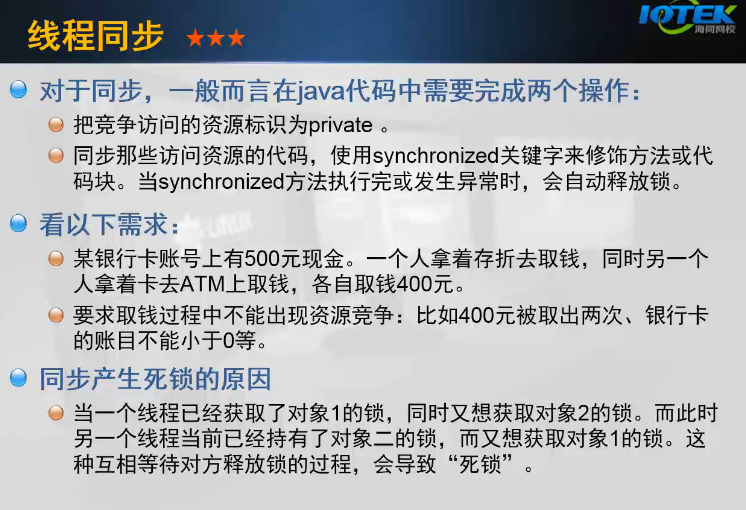 线程同步 ★★★
IOTEK
海同网校
对于同步，一般而言在java代码中需要完成两个操作：
把竞争访问的资源标识为private 。
同步那些访问资源的代码，使用synchronized关键字来修饰方法或代
码块。当synchronized方法执行完或发生异常时，会自动释放锁。
看以下需求：
某银行卡账号上有500元现金。一个人拿着存折去取钱，同时另一个
人拿着卡去ATM上取钱，各自取钱400元。
要求取钱过程中不能出现资源竞争：比如400元被取出两次、银行卡
的账目不能小于0等。
同步产生死锁的原因
当一个线程已经获取了对象1的锁，同时又想获取对象2的锁。而此时
另一个线程当前已经持有了对象二的锁，而又想获取对象1的锁。这
种互相等待对方释放锁的过程，会导致“死锁”。